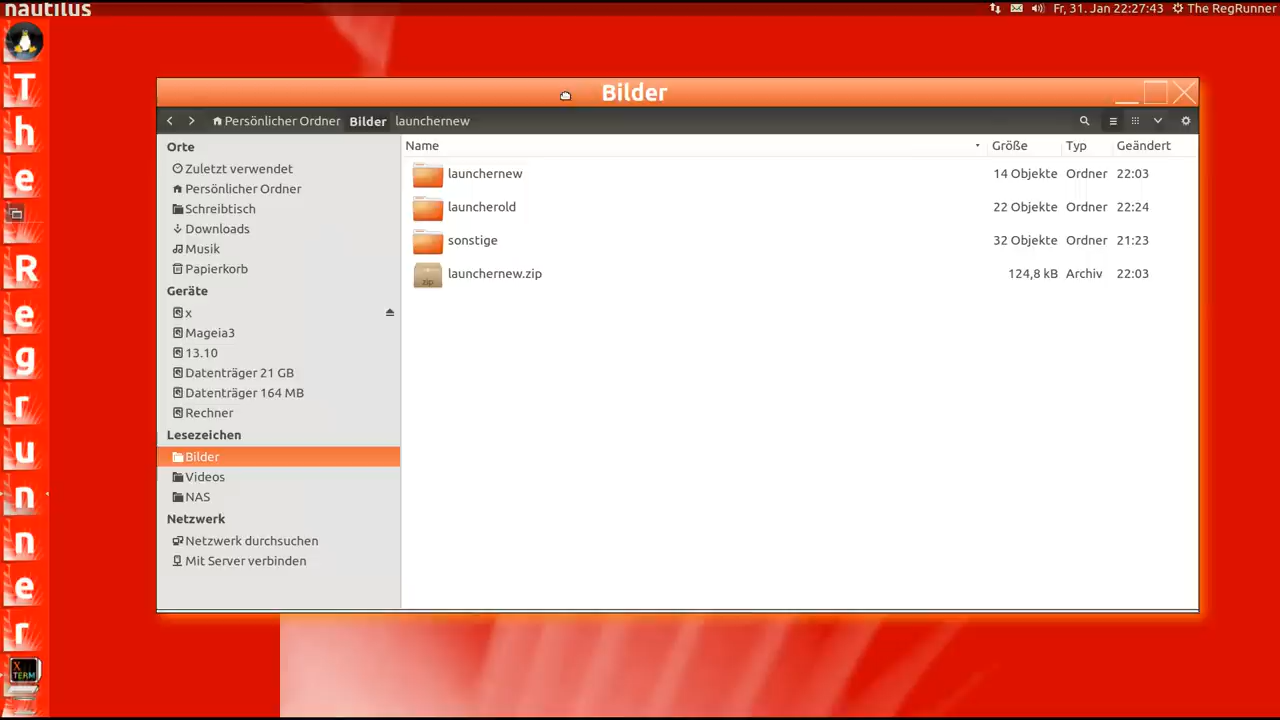 nautilus
Fr, 31. Jan 22:27:43 The RegRunner
T
h
e
R
e
g
r
u
n
n
e
r
X
TERM
Bilder
Persönlicher Ordner Bilder launchernew
Orte
Zuletzt verwendet
Persönlicher Ordner
Schreibtisch
Downloads
Musik
Papierkorb
Geräte
x
Mageia3
13.10
Datenträger 21 GB
Datenträger 164 MB
Rechner
Lesezeichen
Bilder
Videos
NAS
Netzwerk
Netzwerk durchsuchen
Mit Server verbinden
Name Größe Typ Geändert
launchernew 14 Objekte Ordner 22:03
launcherold 22 Objekte Ordner 22:24
sonstige 32 Objekte Ordner 21:23
launchernew.zip 124,8 kB Archiv 22:03
zip